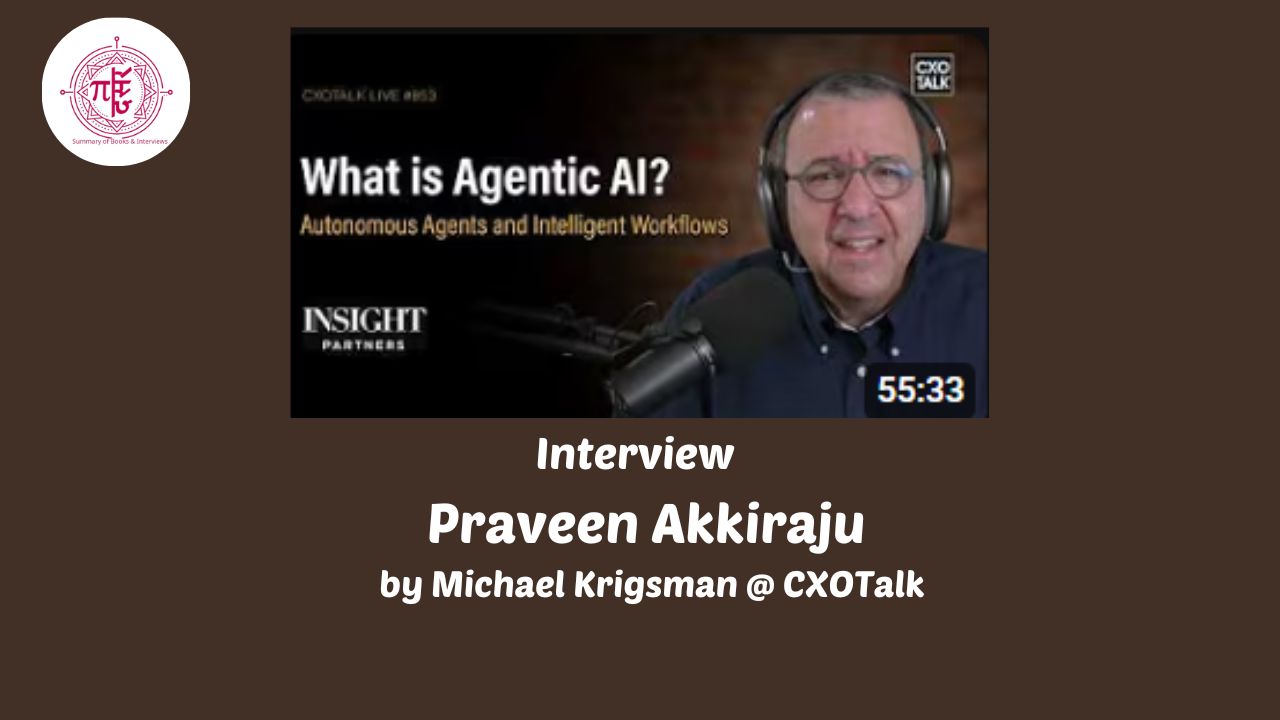 Summary of Books & Interviews
CXO
TALK
CXOTALK LIVE #853
What is Agentic AI?
Autonomous Agents and Intelligent Workflows
INSIGHT
PARTNERS
55:33
Interview
Praveen Akkiraju
by Michael Krigsman @ CXOTalk